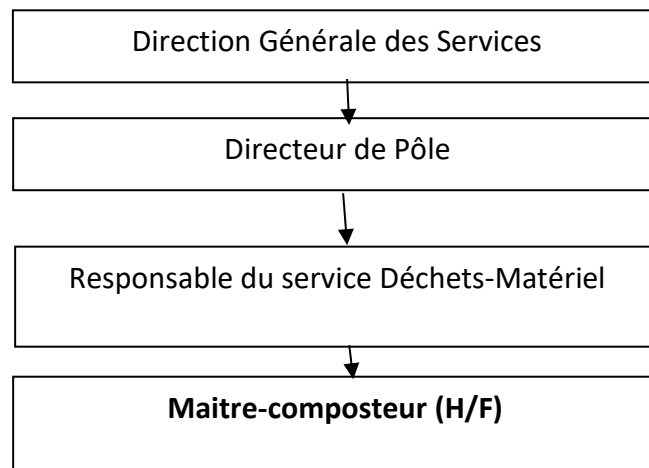 Direction Générale des Services
Directeur de Pôle
Responsable du service Déchets-Matériel
Maitre-composteur (H/F)